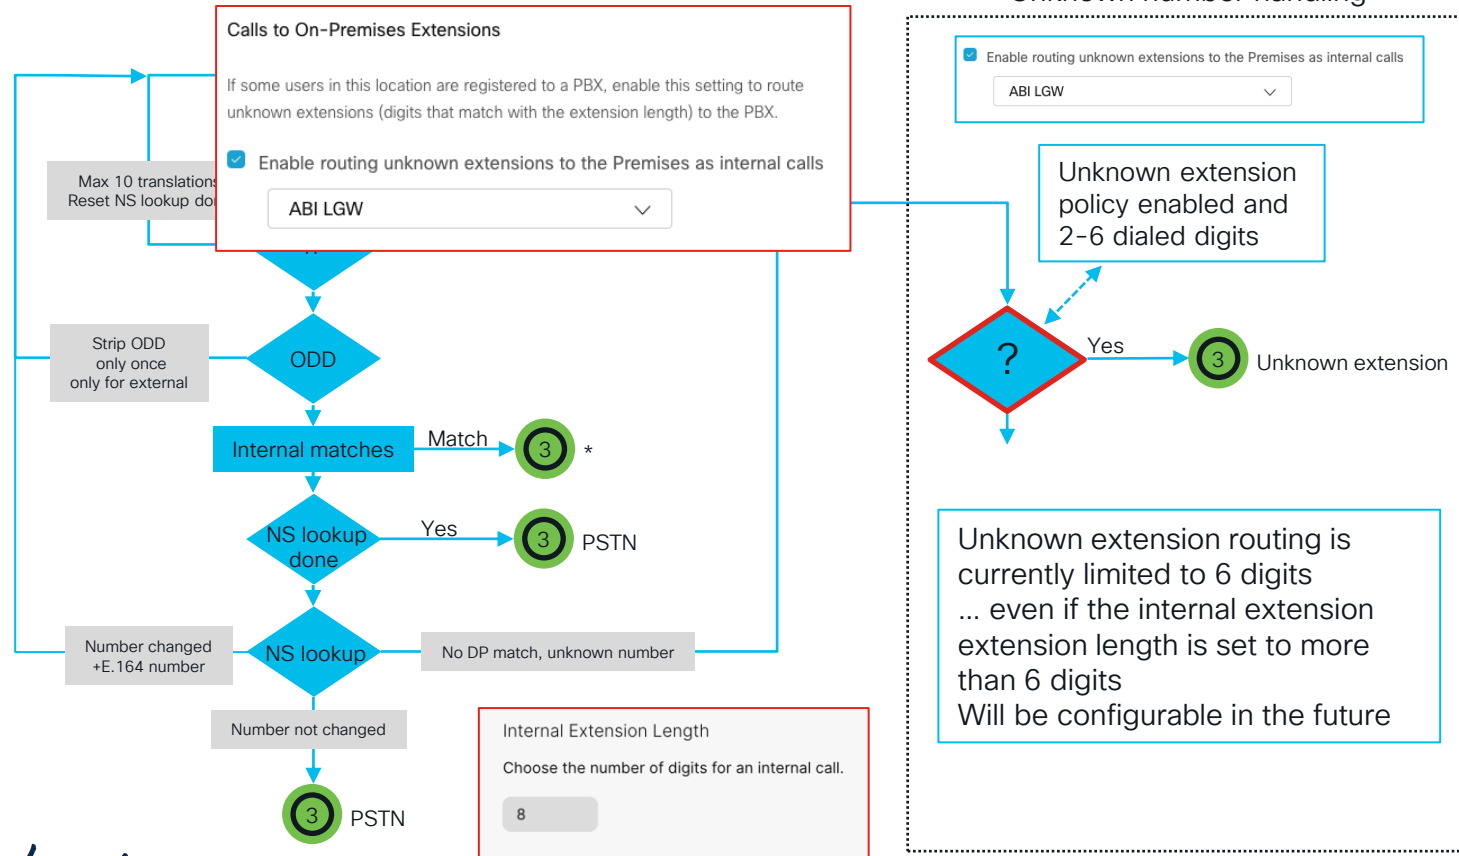 Unknown number handling
Calls to On-Premises Extensions
If some users in this location are registered to a PBX, enable this setting to route
unknown extensions (digits that match with the extension length) to the PBX.
Enable routing unknown extensions to the Premises as internal calls
ABI LGW
Max 10 translations
Reset NS lookup
Strip ODD
only once
only for external
ODD
Internal matches
Match
3
*
NS lookup
done
Yes
3
PSTN
Number changed
+E.164 number
NS lookup
No DP match, unknown number
Number not changed
3
PSTN
Internal Extension Length
Choose the number of digits for an internal call.
8
Enable routing unknown extensions to the Premises as internal calls
ABI LGW
Unknown extension
policy enabled and
2-6 dialed digits
?
Yes
3
Unknown extension
Unknown extension routing is
currently limited to 6 digits
... even if the internal extension
extension length is set to more
than 6 digits
Will be configurable in the future